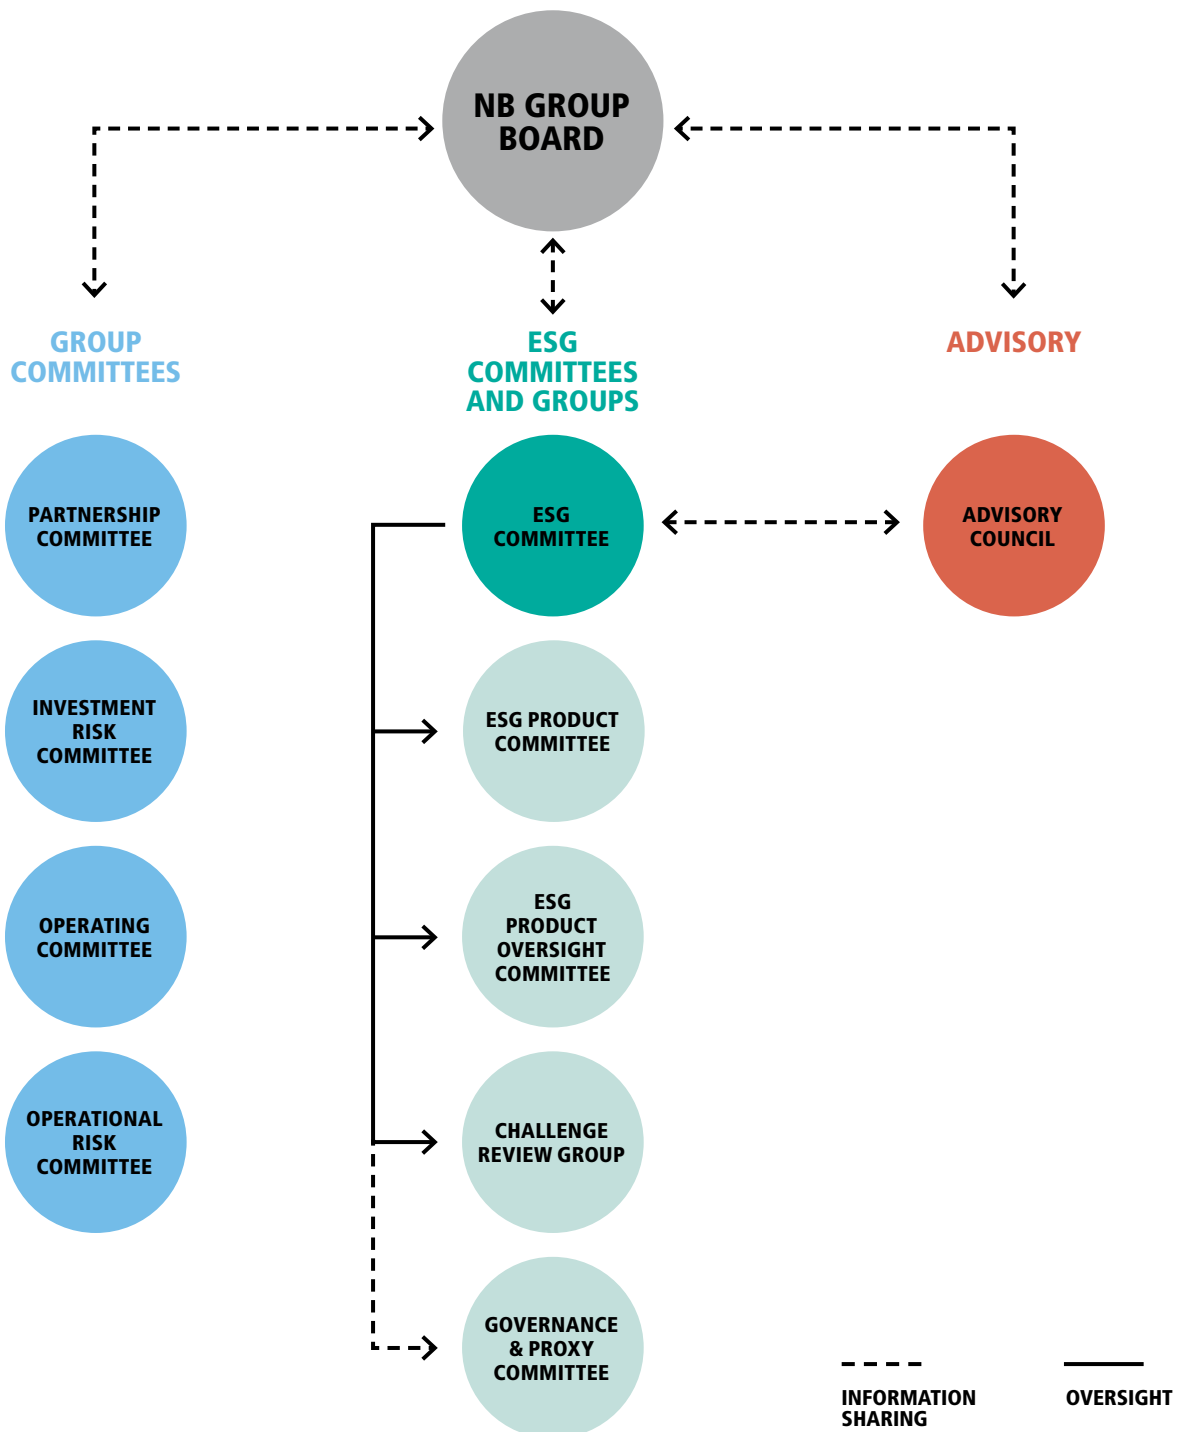 NB GROUP
BOARD
GROUP
COMMITTEES
ESG
COMMITTEES
AND GROUPS
ADVISORY
PARTNERSHIP
COMMITTEE
ESG
COMMITTEE
ADVISORY
COUNCIL
INVESTMENT
RISK
COMMITTEE
ESG PRODUCT
COMMITTEE
OPERATING
COMMITTEE
ESG
PRODUCT
OVERSIGHT
COMMITTEE
OPERATIONAL
RISK
COMMITTEE
CHALLENGE
REVIEW GROUP
GOVERNANCE
& PROXY
COMMITTEE
INFORMATION
SHARING
OVERSIGHT